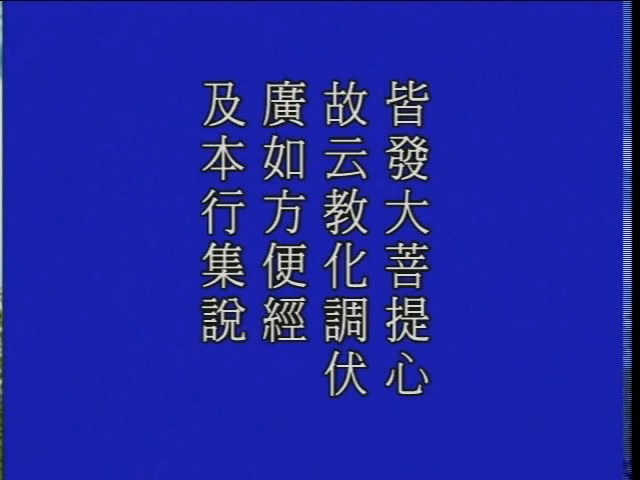 皆發大菩提心
故云教化調伏
廣如方便經
及本行集說